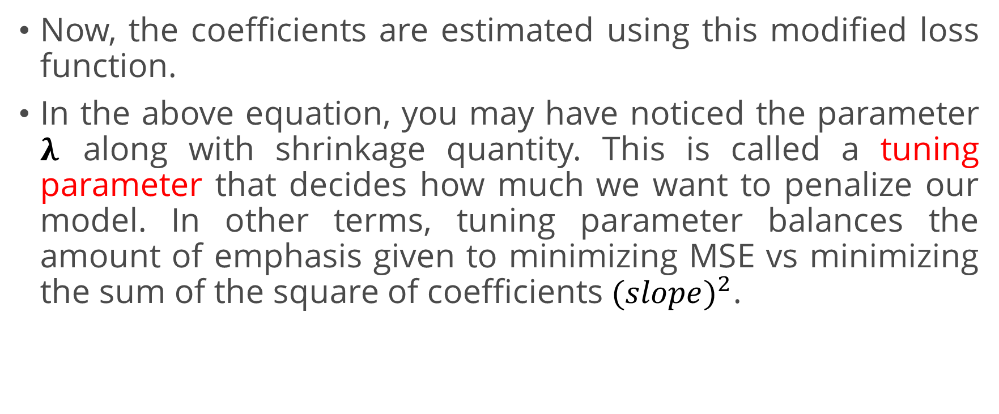 • Now, the coefficients are estimated using this modified loss
function.
• In the above equation, you may have noticed the parameter
λ along with shrinkage quantity. This is called a tuning
parameter that decides how much we want to penalize our
model. In other terms, tuning parameter balances the
amount of emphasis given to minimizing MSE vs minimizing
the sum of the square of coefficients (slope)².